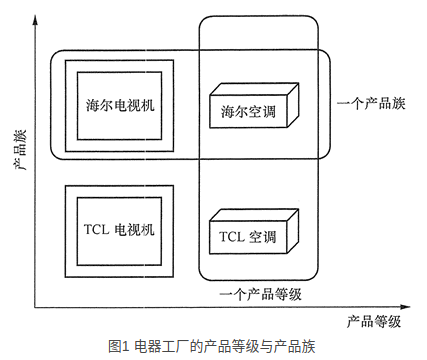 海尔电视机
海尔空调
一个产品族
产品族
TCL 电视机
TCL 空调
一个产品等级
产品等级
图1 电器工厂的产品等级与产品族